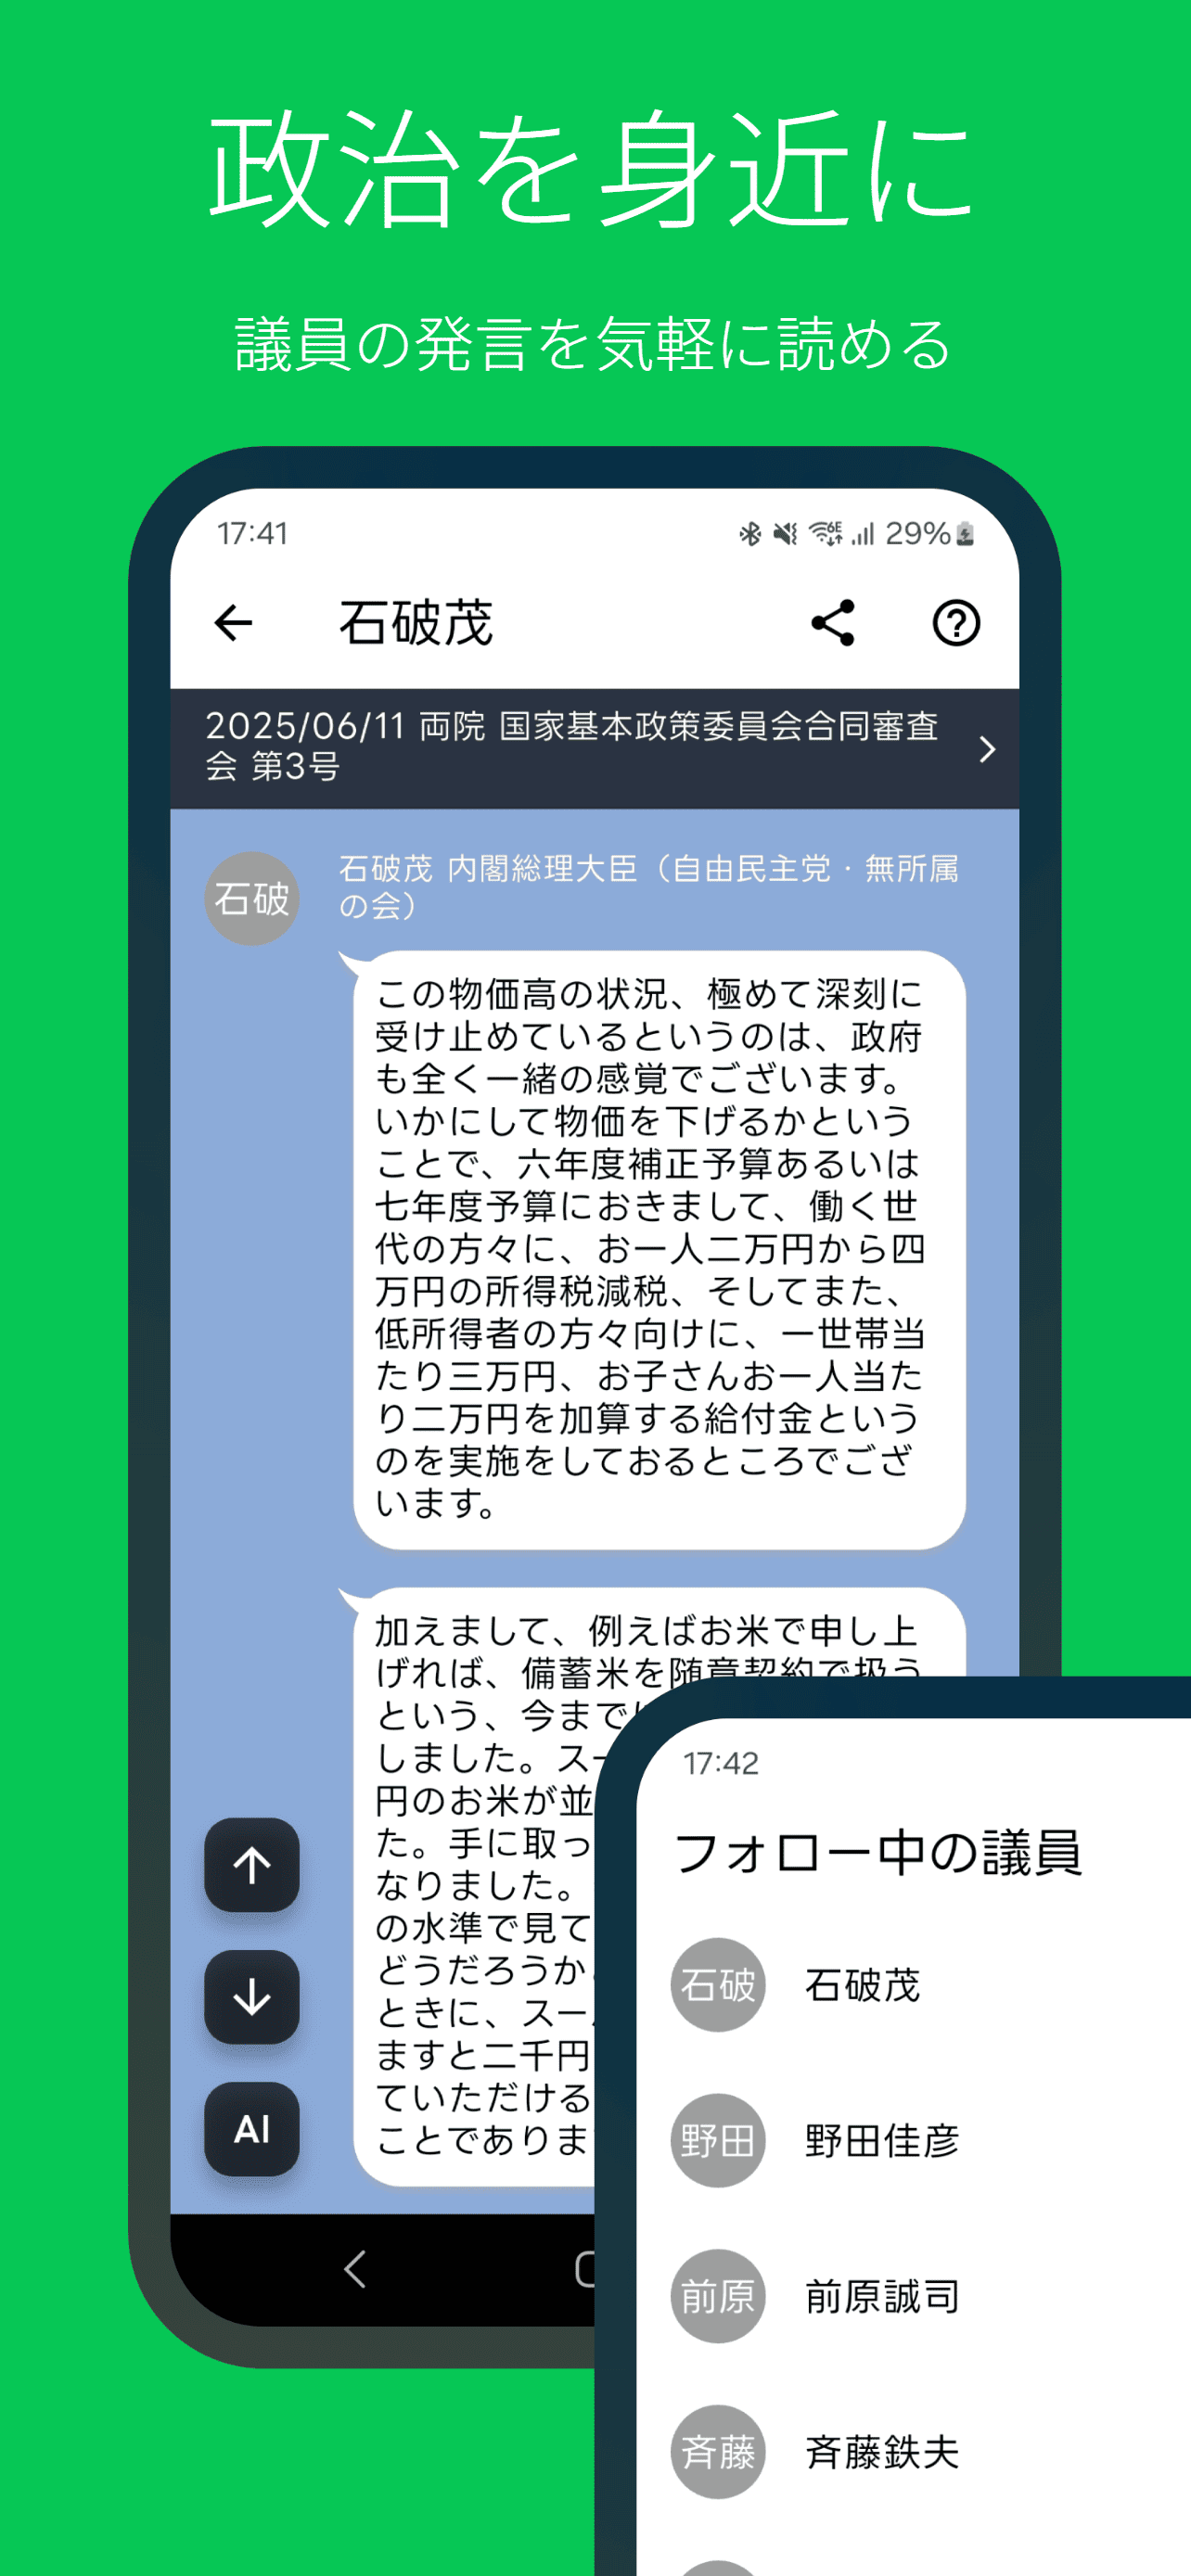 政治を身近に
議員の発言を気軽に読める
17:41
6E
29%
石破茂
2025/06/11 両院 国家基本政策委員会合同審査
会 第3号
石破
石破茂 内閣総理大臣（自由民主党・無所属
の会）
この物価高の状況、極めて深刻に
受け止めているというのは、政府
も全く一緒の感覚でございます。
いかにして物価を下げるかという
ことで、六年度補正予算あるいは
七年度予算におきまして、働く世
代の方々に、お一人二万円から四
万円の所得税減税、そしてまた、
低所得者の方々向けに、一世帯当
たり三万円、お子さんお一人当た
り二万円を加算する給付金という
のを実施をしておるところでござ
います。
加えまして、例えばお米で申し上
げれば、備蓄米を随意契約で扱う
という、今まで
しました。スー
円のお米が並
た。手に取っ
なりました。
の水準で見て
どうだろうか
ときに、スー
ますと二千円
ていただける
ことでありま
AI
17:42
フォロー中の議員
石破
石破茂
野田
野田佳彦
前原
前原誠司
斉藤
斉藤鉄夫